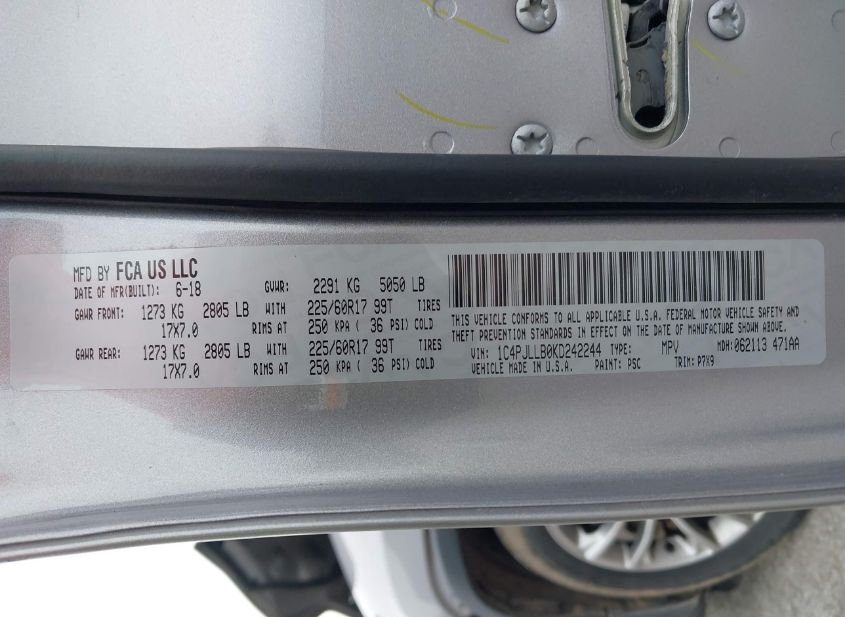 MFD BY FCA US LLC
DATE OF MFR(BUILT): 6-18 GVWR: 2291 KG 5050 LB
GAWR FRONT: 1273 KG 2805 LB WITH 225/60R17 99T TIRES
17X7.0 RIMS AT 250 KPA ( 36 PSI) COLD
GAWR REAR: 1273 KG 2805 LB WITH 225/60R17 99T TIRES
17X7.0 RIMS AT 250 KPA ( 36 PSI) COLD
THIS VEHICLE CONFORMS TO ALL APPLICABLE U.S.A. FEDERAL MOTOR VEHICLE SAFETY AND
THEFT PREVENTION STANDARDS IN EFFECT ON THE DATE OF MANUFACTURE SHOWN ABOVE.
VIN: 1C4PJLLB0KD242244 TYPE: MPV MDH: 062113 471AA
VEHICLE MADE IN U.S.A. PAINT: PSC TRIM: P7X9